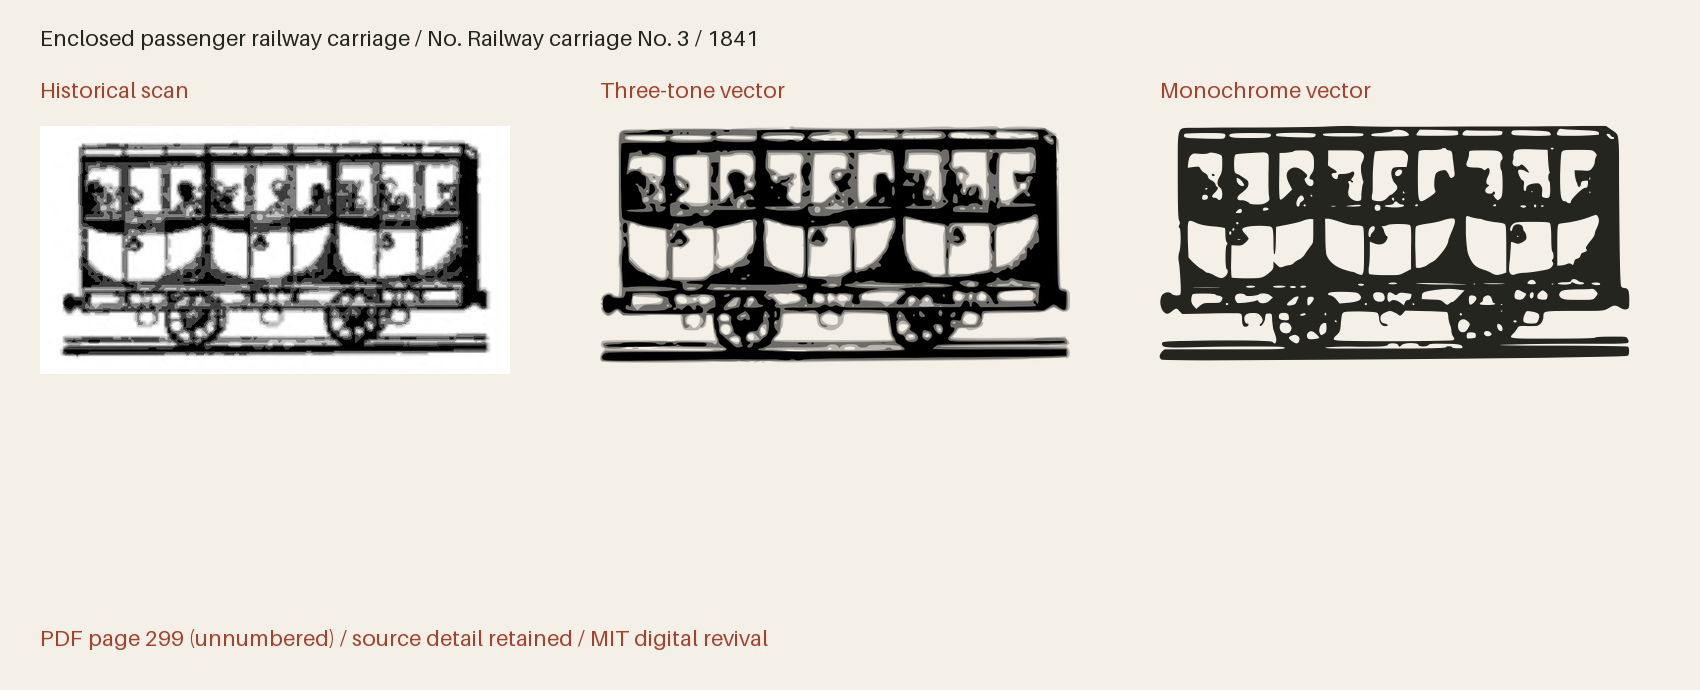 Enclosed passenger railway carriage / No. Railway carriage No. 3 / 1841
Historical scan
Three-tone vector
Monochrome vector
PDF page 299 (unnumbered) / source detail retained / MIT digital revival